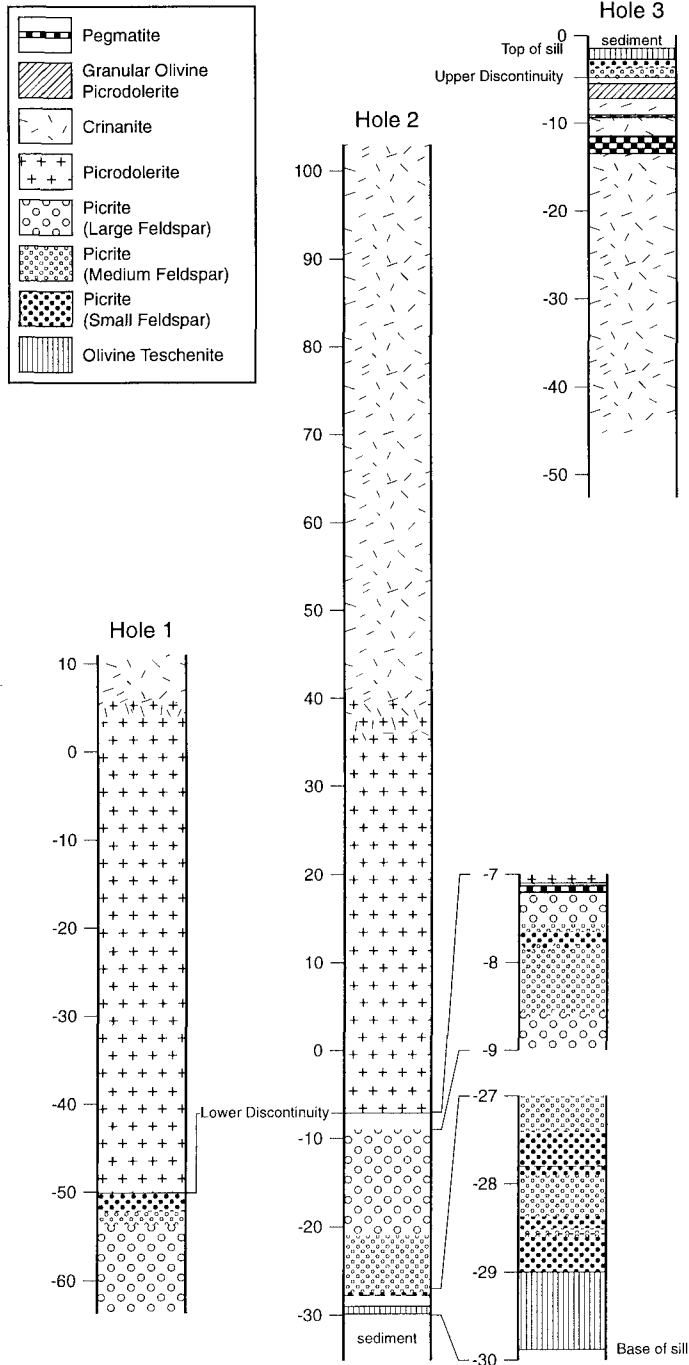 Pegmatite
Granular Olivine
Picrodolerite
Crinanite
Picrodolerite
Picrite
(Large Feldspar)
Picrite
(Medium Feldspar)
Picrite
(Small Feldspar)
Olivine Teschenite
Hole 3
0
sediment
Top of sill
Upper Discontinuity
-10
-20
-30
-40
-50
Hole 2
100
90
80
70
60
50
40
30
20
10
0
-10
-20
-30
sediment
Hole 1
10
0
-10
-20
-30
-40
-50
-60
Lower Discontinuity
-7
-8
-9
-27
-28
-29
-30
Base of sill